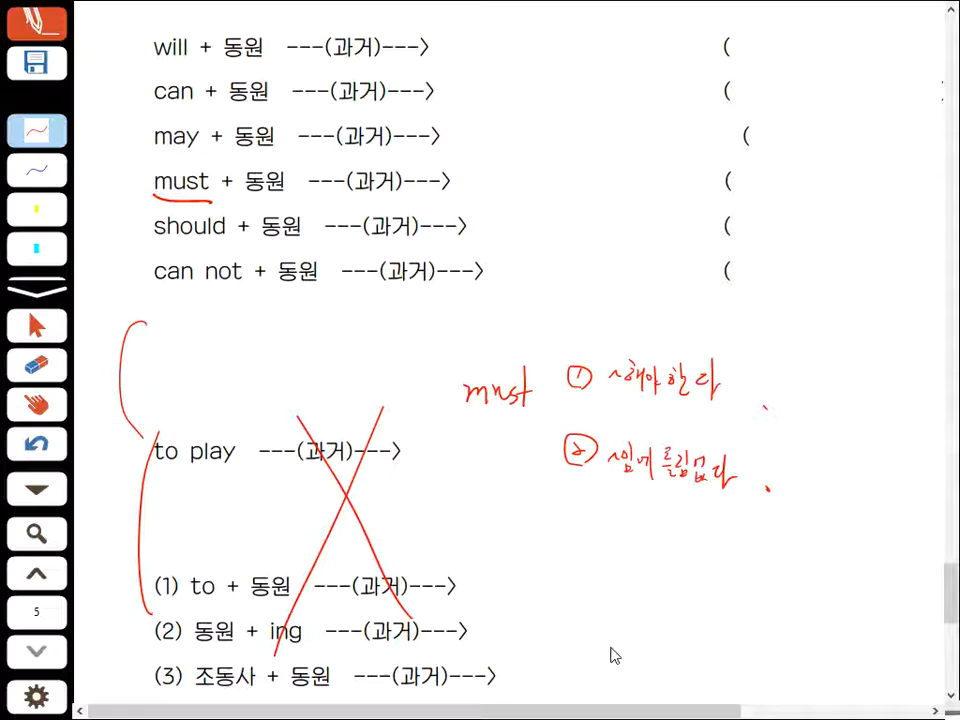 will + 동원 ---(과거)---〉 (
can + 동원 ---(과거)---〉 (
may + 동원 ---(과거)---〉 (
must + 동원 ---(과거)---〉 (
should + 동원 ---(과거)---〉 (
can not + 동원 ---(과거)---〉 (
must ① ~해야 한다
to play ---(과거)---〉
② ~임에 틀림없다
(1) to + 동원 ---(과거)---〉
5
(2) 동원 + ing ---(과거)---〉
(3) 조동사 + 동원 ---(과거)---〉